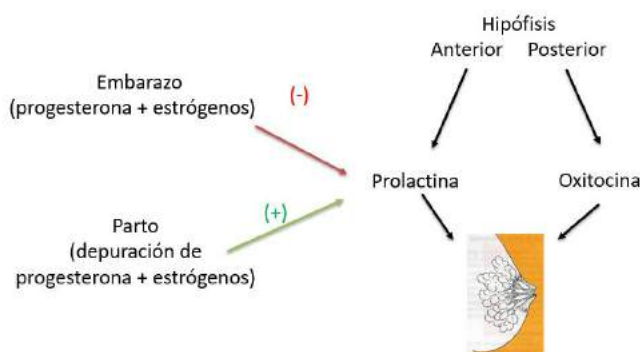 Hipófisis
Anterior Posterior
Embarazo
(progesterona + estrógenos)
(-)
Prolactina
Oxitocina
(+)
Parto
(depuración de
progesterona + estrógenos)